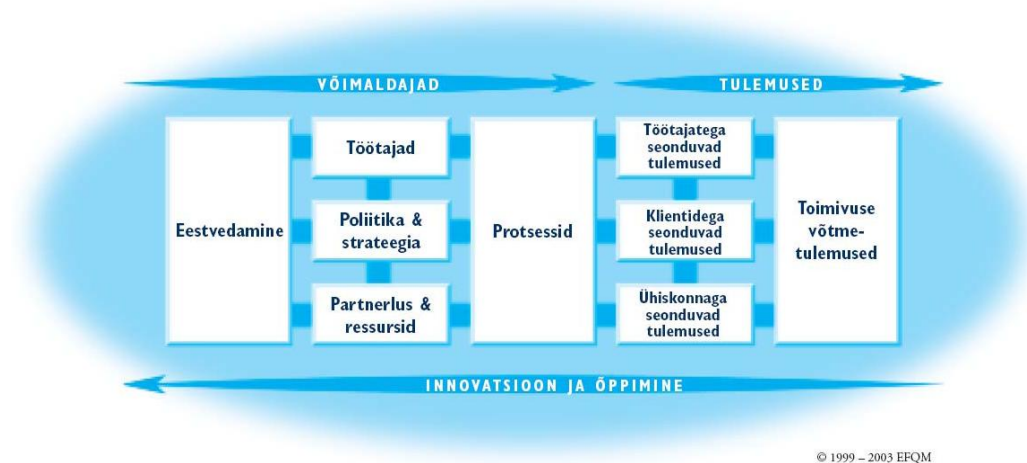 VÕIMALDAJAD
TULEMUSED
Eestvedamine
Töötajad
Poliitika &
strateegia
Partnerlus &
ressursid
Protsessid
Töötajatega
seonduvad
tulemused
Klientidega
seonduvad
tulemused
Ühiskonnaga
seonduvad
tulemused
Toimivuse
võtme-
tulemused
INNOVATSIOON JA ÕPPIMINE
© 1999 – 2003 EFQM